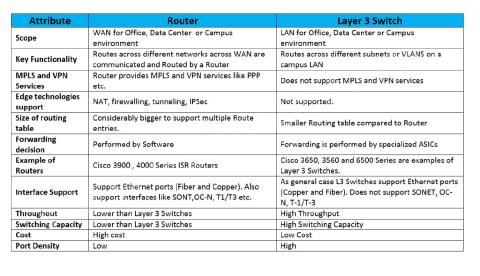 Attribute Router Layer 3 Switch
Scope WAN for Office, Data Center or Campus environment LAN for Office, Data Center or Campus environment
Key Functionality Routes across different networks across WAN are communicated and Routed by a Router Routes across different subnets or VLANS on a campus LAN
MPLS and VPN Services Router provides MPLS and VPN services like PPP etc. Does not support MPLS and VPN services
Edge technologies support NAT, firewalling, tunneling, IPSec Not supported.
Size of routing table Considerably bigger to support multiple Route entries. Smaller Routing table compared to Router
Forwarding decision Performed by Software Forwarding is performed by specialized ASICs
Example of Routers Cisco 3900 , 4000 Series ISR Routers Cisco 3650, 3560 and 6500 Series are examples of Layer 3 Switches.
Interface Support Support Ethernet ports (Fiber and Copper). Also support interfaces like SONT,OC-N, T1/T3 etc. As general case L3 Switches support Ethernet ports (Copper and Fiber). Does not support SONET, OC-N, T-1/T-3
Throughout Lower than Layer 3 Switches High Throughput
Switching Capacity Lower than Layer 3 Switches High Switching Capacity
Cost High cost Low Cost
Port Density Low High